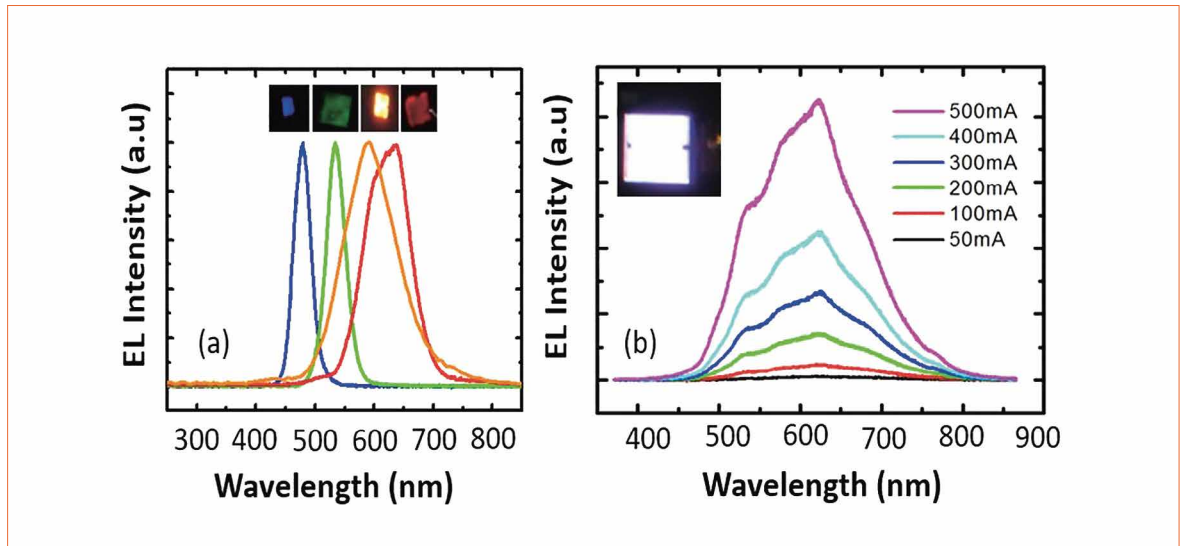 EL Intensity (a.u)
(a)
300 400 500 600 700 800
Wavelength (nm)
EL Intensity (a.u)
500mA
400mA
300mA
200mA
100mA
50mA
(b)
400 500 600 700 800 900
Wavelength (nm)